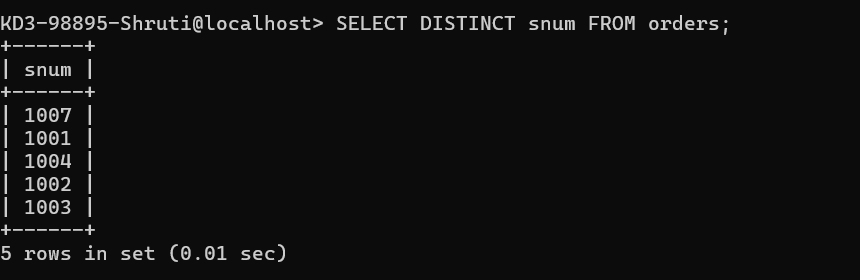 KD3-98895-Shruti@localhost> SELECT DISTINCT snum FROM orders;
+------+
| snum |
+------+
| 1007 |
| 1001 |
| 1004 |
| 1002 |
| 1003 |
+------+
5 rows in set (0.01 sec)